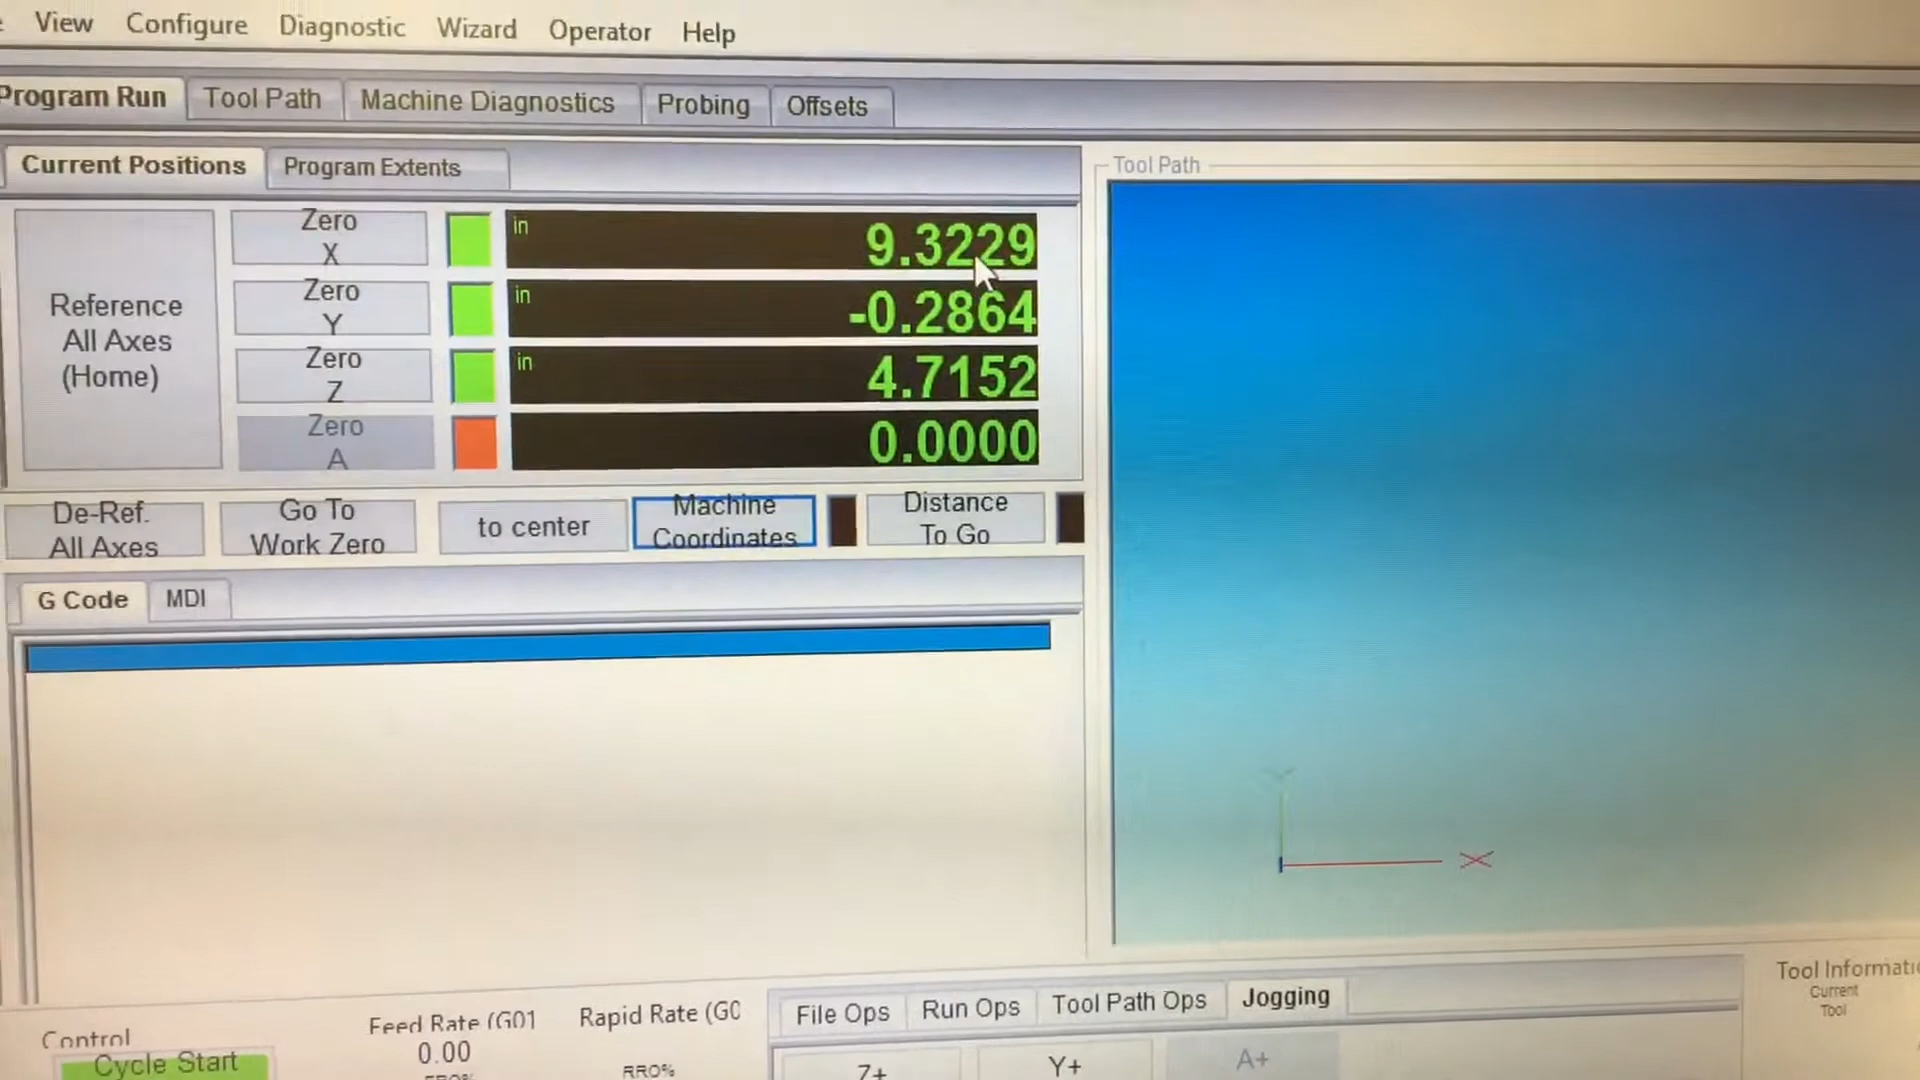 View Configure Diagnostic Wizard Operator Help
Program Run Tool Path Machine Diagnostics Probing Offsets
Current Positions Program Extents
Tool Path
Reference
All Axes
(Home)
Zero
X
in
9.3229
Zero
Y
in
-0.2864
Zero
Z
in
4.7152
Zero
A
0.0000
De-Ref.
All Axes
Go To
Work Zero
to center
Machine
Coordinates
Distance
To Go
G Code MDI
Y
X
Control
Cycle Start
Feed Rate (G01
0.00
FRO%
Rapid Rate (G0
RRO%
File Ops Run Ops Tool Path Ops Jogging
Z+ Y+ A+
Tool Informati
Current
Tool